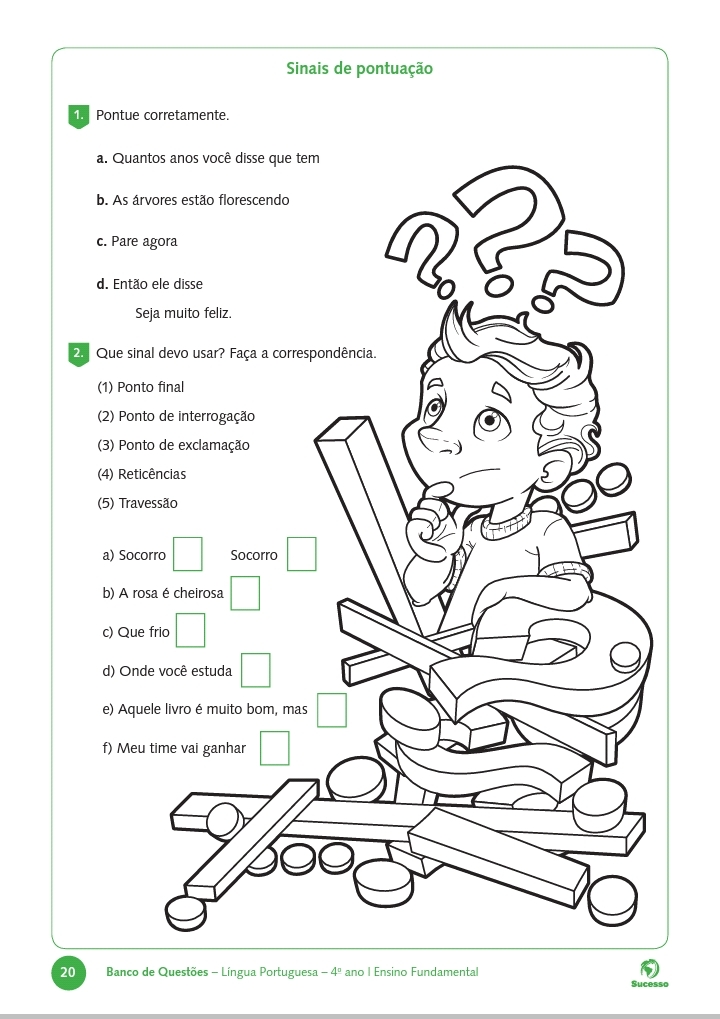 Sinais de pontuação
1. Pontue corretamente.
a. Quantos anos você disse que tem
b. As árvores estão florescendo
c. Pare agora
d. Então ele disse
Seja muito feliz.
2. Que sinal devo usar? Faça a correspondência.
(1) Ponto final
(2) Ponto de interrogação
(3) Ponto de exclamação
(4) Reticências
(5) Travessão
a) Socorro Socorro
b) A rosa é cheirosa
c) Que frio
d) Onde você estuda
e) Aquele livro é muito bom, mas
f) Meu time vai ganhar
???
20 Banco de Questões – Língua Portuguesa – 4º ano | Ensino Fundamental
Sucesso